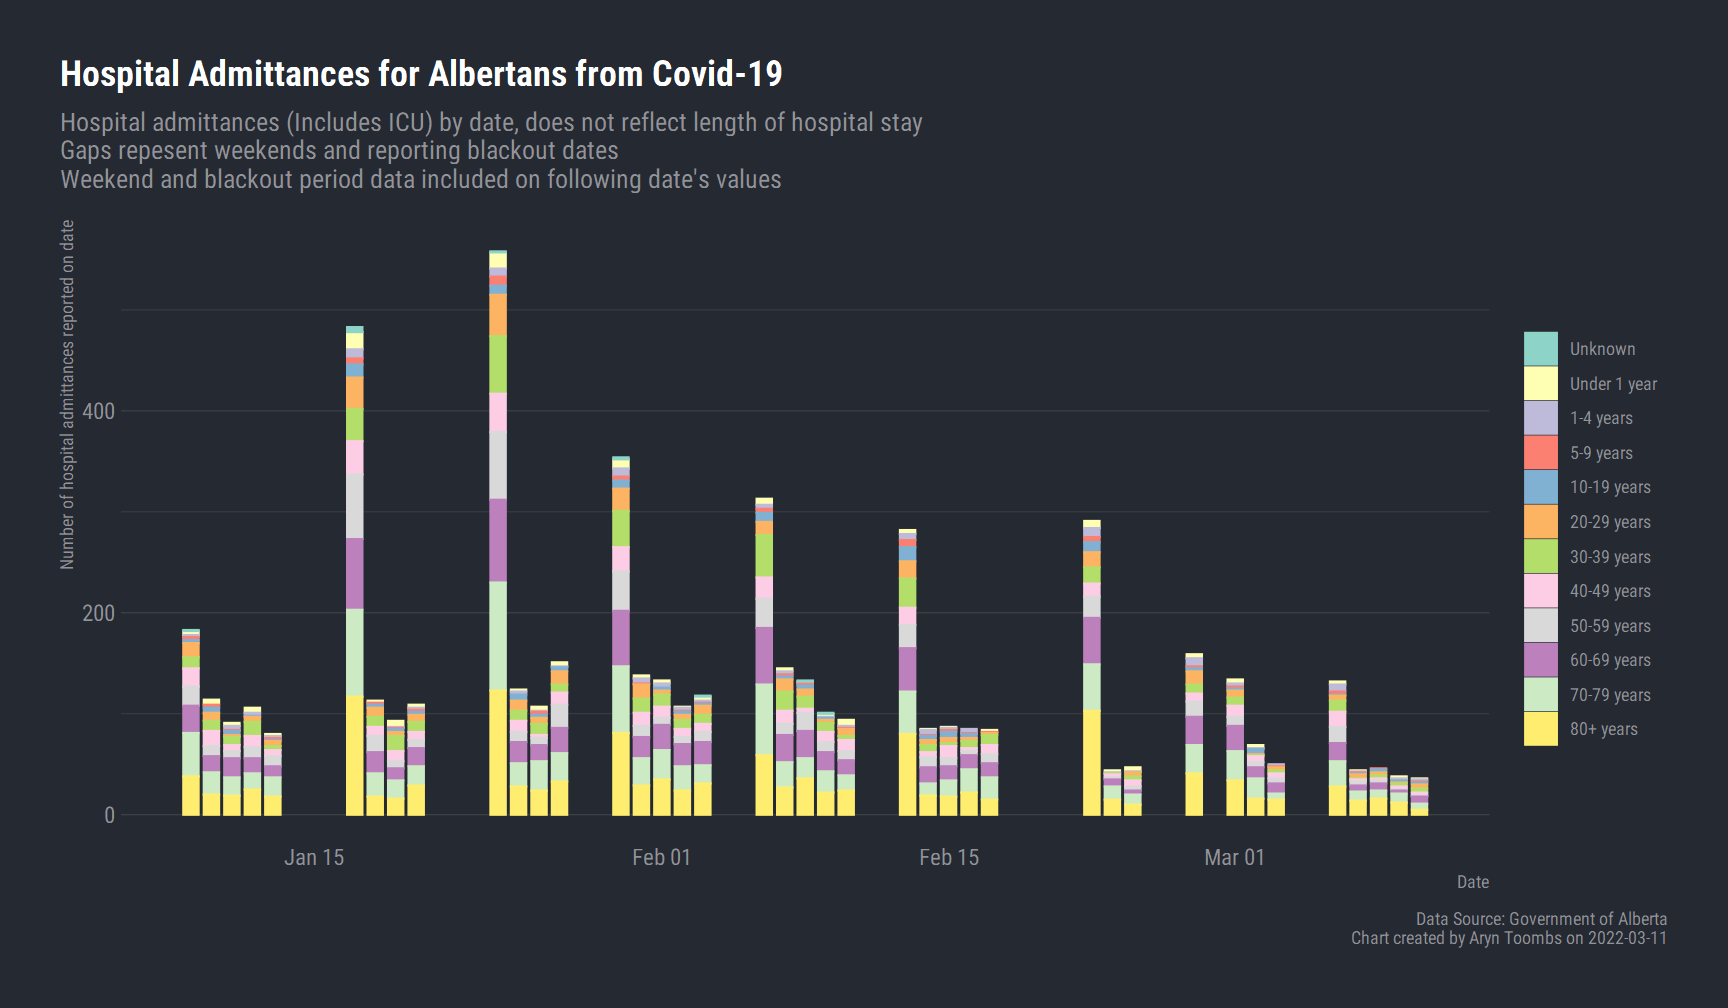 Hospital Admittances for Albertans from Covid-19
Hospital admittances (Includes ICU) by date, does not reflect length of hospital stay
Gaps repesent weekends and reporting blackout dates
Weekend and blackout period data included on following date's values
Number of hospital admittances reported on date
400
200
0
Jan 15
Feb 01
Feb 15
Mar 01
Date
Unknown
Under 1 year
1-4 years
5-9 years
10-19 years
20-29 years
30-39 years
40-49 years
50-59 years
60-69 years
70-79 years
80+ years
Data Source: Government of Alberta
Chart created by Aryn Toombs on 2022-03-11